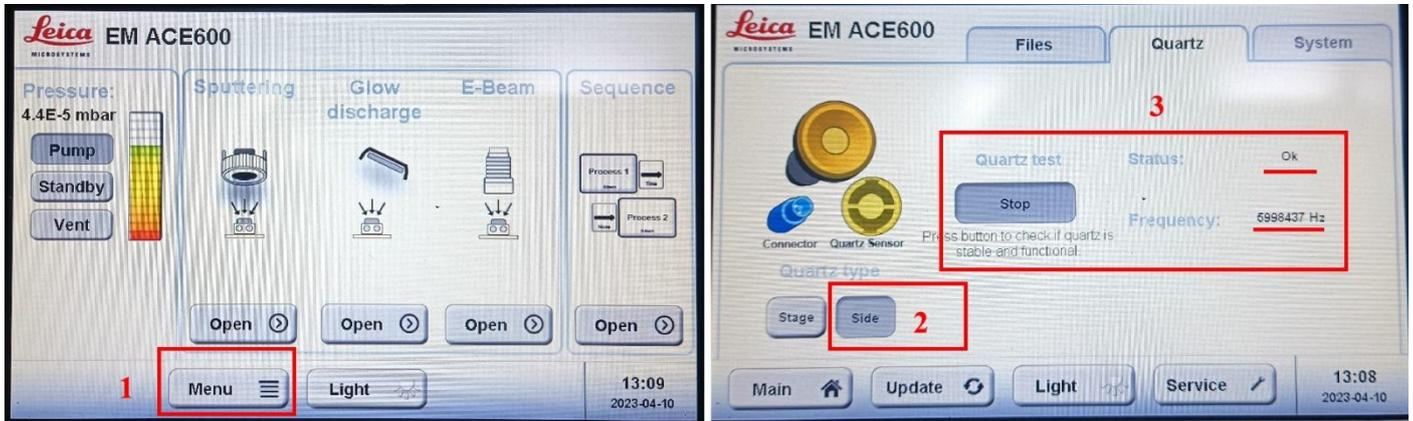 Leica EM ACE600
MICROSYSTEMS
Pressure:
4.4E-5 mbar
Pump
Standby
Vent
Sputtering
Glow
discharge
E-Beam
Sequence
Process 1
Process 2
Open
Open
Open
Open
1
Menu
Light
13:09
2023-04-10
Leica EM ACE600
MICROSYSTEMS
Files
Quartz
System
3
Connector
Quartz Sensor
Quartz test
Stop
Press button to check if quartz is
stable and functional.
Status:
Ok
Frequency:
5998437 Hz
Quartz type
Stage
Side
2
Main
Update
Light
Service
13:08
2023-04-10